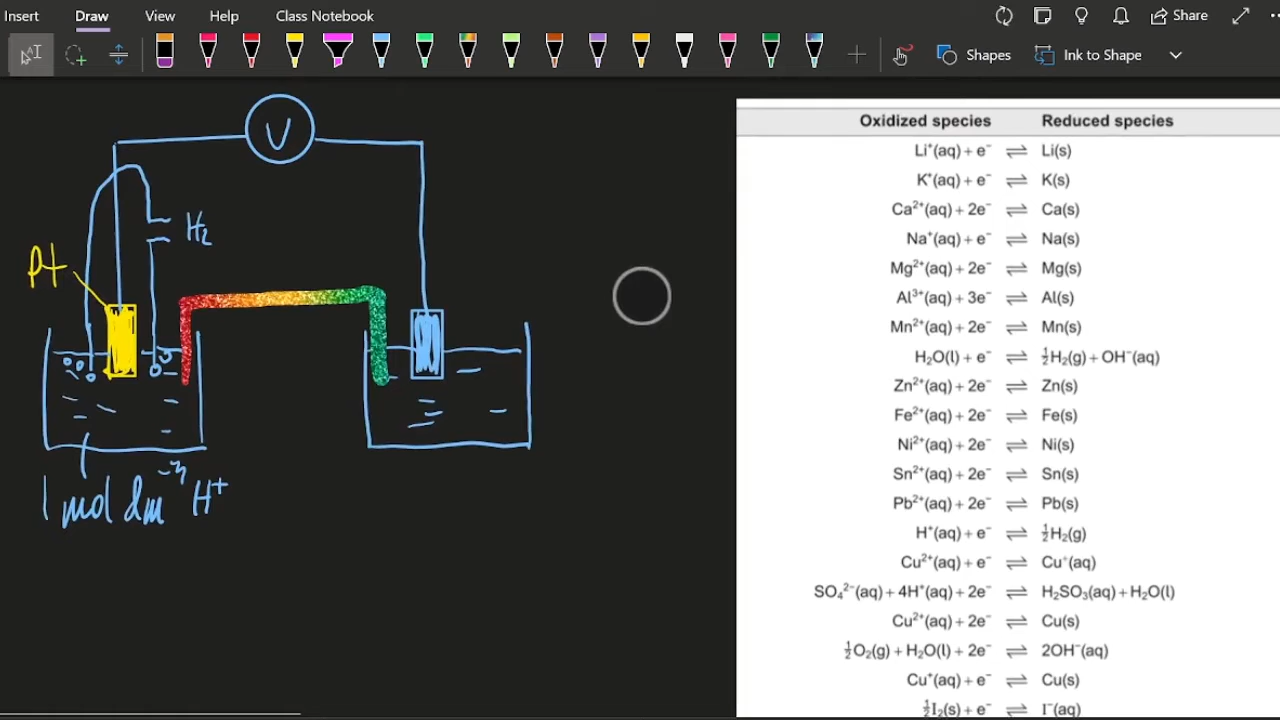 Insert Draw View Help Class Notebook Share
Shapes Ink to Shape
V
H₂
Pt
1 mol dm⁻³ H⁺
Oxidized species Reduced species
Li⁺(aq) + e⁻ ⇌ Li(s)
K⁺(aq) + e⁻ ⇌ K(s)
Ca²⁺(aq) + 2e⁻ ⇌ Ca(s)
Na⁺(aq) + e⁻ ⇌ Na(s)
Mg²⁺(aq) + 2e⁻ ⇌ Mg(s)
Al³⁺(aq) + 3e⁻ ⇌ Al(s)
Mn²⁺(aq) + 2e⁻ ⇌ Mn(s)
H₂O(l) + e⁻ ⇌ ½H₂(g) + OH⁻(aq)
Zn²⁺(aq) + 2e⁻ ⇌ Zn(s)
Fe²⁺(aq) + 2e⁻ ⇌ Fe(s)
Ni²⁺(aq) + 2e⁻ ⇌ Ni(s)
Sn²⁺(aq) + 2e⁻ ⇌ Sn(s)
Pb²⁺(aq) + 2e⁻ ⇌ Pb(s)
H⁺(aq) + e⁻ ⇌ ½H₂(g)
Cu²⁺(aq) + e⁻ ⇌ Cu⁺(aq)
SO₄²⁻(aq) + 4H⁺(aq) + 2e⁻ ⇌ H₂SO₃(aq) + H₂O(l)
Cu²⁺(aq) + 2e⁻ ⇌ Cu(s)
½O₂(g) + H₂O(l) + 2e⁻ ⇌ 2OH⁻(aq)
Cu⁺(aq) + e⁻ ⇌ Cu(s)
½I₂(s) + e⁻ ⇌ I⁻(aq)